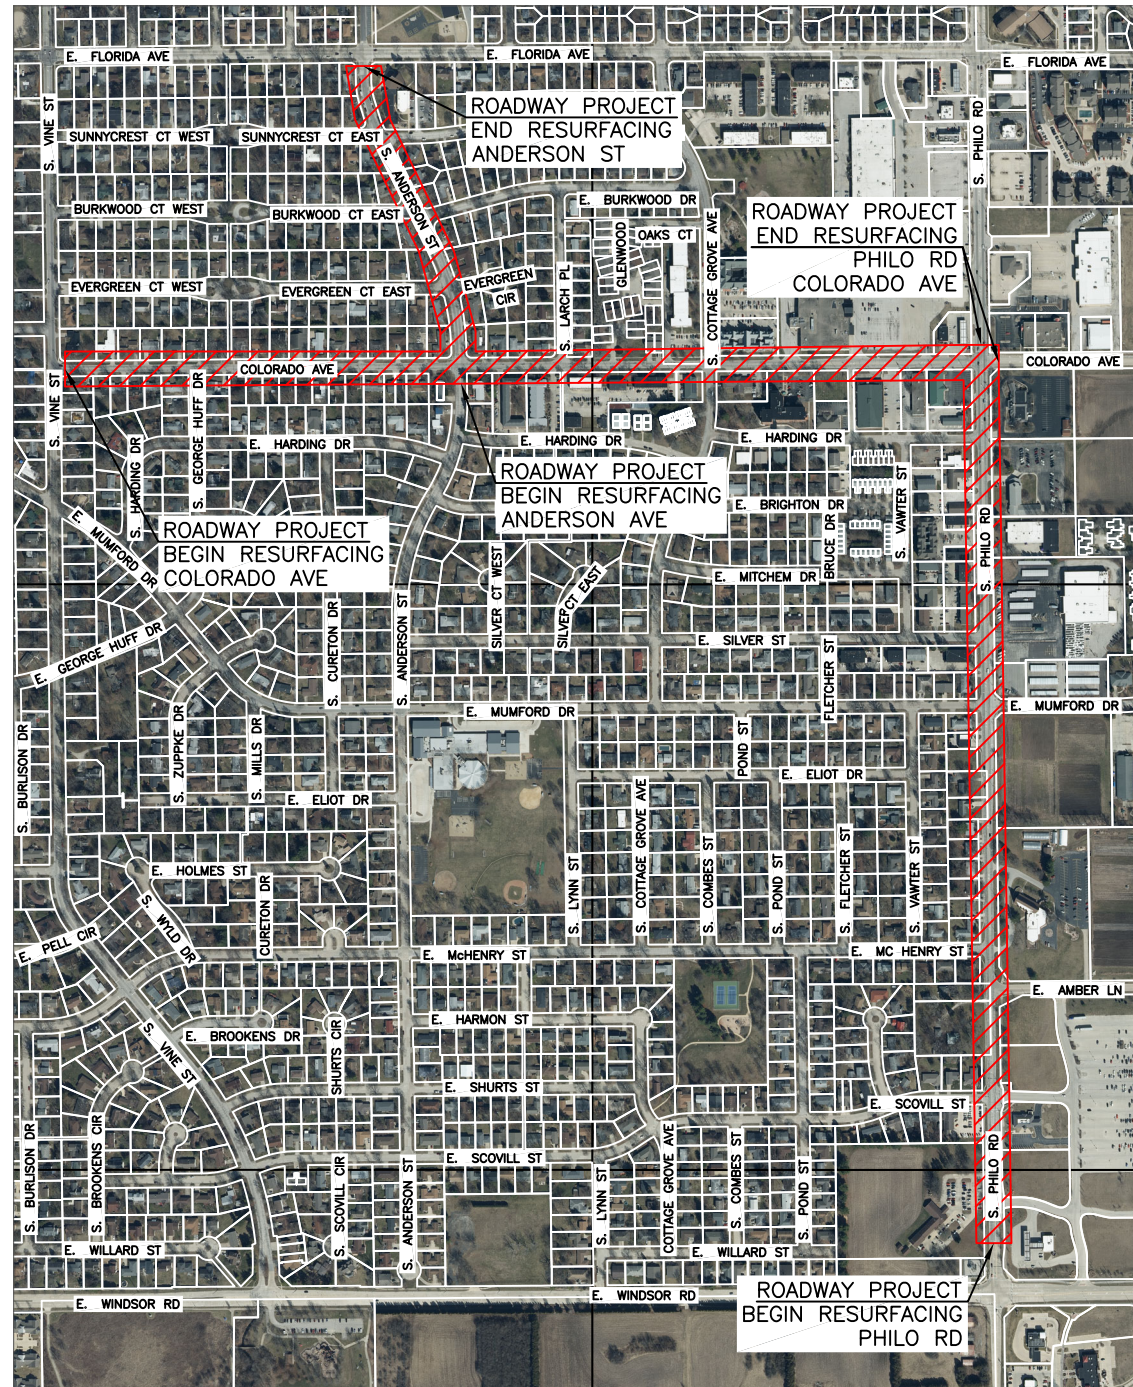 E. FLORIDA AVE
E. FLORIDA AVE
E. FLORIDA AVE
S. VINE ST
ROADWAY PROJECT
END RESURFACING
ANDERSON ST
S. PHILO RD
SUNNYCREST CT WEST
SUNNYCREST CT EAST
S. ANDERSON ST
BURKWOOD CT WEST
BURKWOOD CT EAST
E. BURKWOOD DR
ROADWAY PROJECT
END RESURFACING
PHILO RD
COLORADO AVE
GLENWOOD
OAKS CT
S. COTTAGE GROVE AVE
EVERGREEN CT WEST
EVERGREEN CT EAST
EVERGREEN
CIR
S. LARCH PL
COLORADO AVE
COLORADO AVE
S. VINE ST
S. GEORGE HUFF DR
S. HARDING DR
E. HARDING DR
E. HARDING DR
E. HARDING DR
ROADWAY PROJECT
BEGIN RESURFACING
ANDERSON AVE
ROADWAY PROJECT
BEGIN RESURFACING
COLORADO AVE
E. BRIGHTON DR
BRUCE DR
S. VAWTER ST
S. PHILO RD
E. MUMFORD DR
E. MITCHEM DR
SILVER CT WEST
SILVER CT EAST
S. CURETON DR
S. ANDERSON ST
E. GEORGE HUFF DR
E. SILVER ST
FLETCHER ST
E. MUMFORD DR
E. MUMFORD DR
S. BURLISON DR
S. ZUPPKE DR
S. MILLS DR
POND ST
E. ELIOT DR
E. ELIOT DR
S. LYNN ST
S. COTTAGE GROVE AVE
S. COMBES ST
S. POND ST
S. FLETCHER ST
S. VAWTER ST
E. HOLMES ST
S. WYLD DR
CURETON DR
E. PELL CIR
E. McHENRY ST
E. MC HENRY ST
E. AMBER LN
E. HARMON ST
S. VINE ST
E. BROOKENS DR
SHURTS CIR
E. SHURTS ST
E. SCOVILL ST
S. BURLISON DR
S. BROOKENS CIR
S. SCOVILL CIR
S. ANDERSON ST
E. SCOVILL ST
S. LYNN ST
COTTAGE GROVE AVE
S. COMBES ST
S. POND ST
S. PHILO RD
E. WILLARD ST
E. WILLARD ST
E. WINDSOR RD
E. WINDSOR RD
ROADWAY PROJECT
BEGIN RESURFACING
PHILO RD